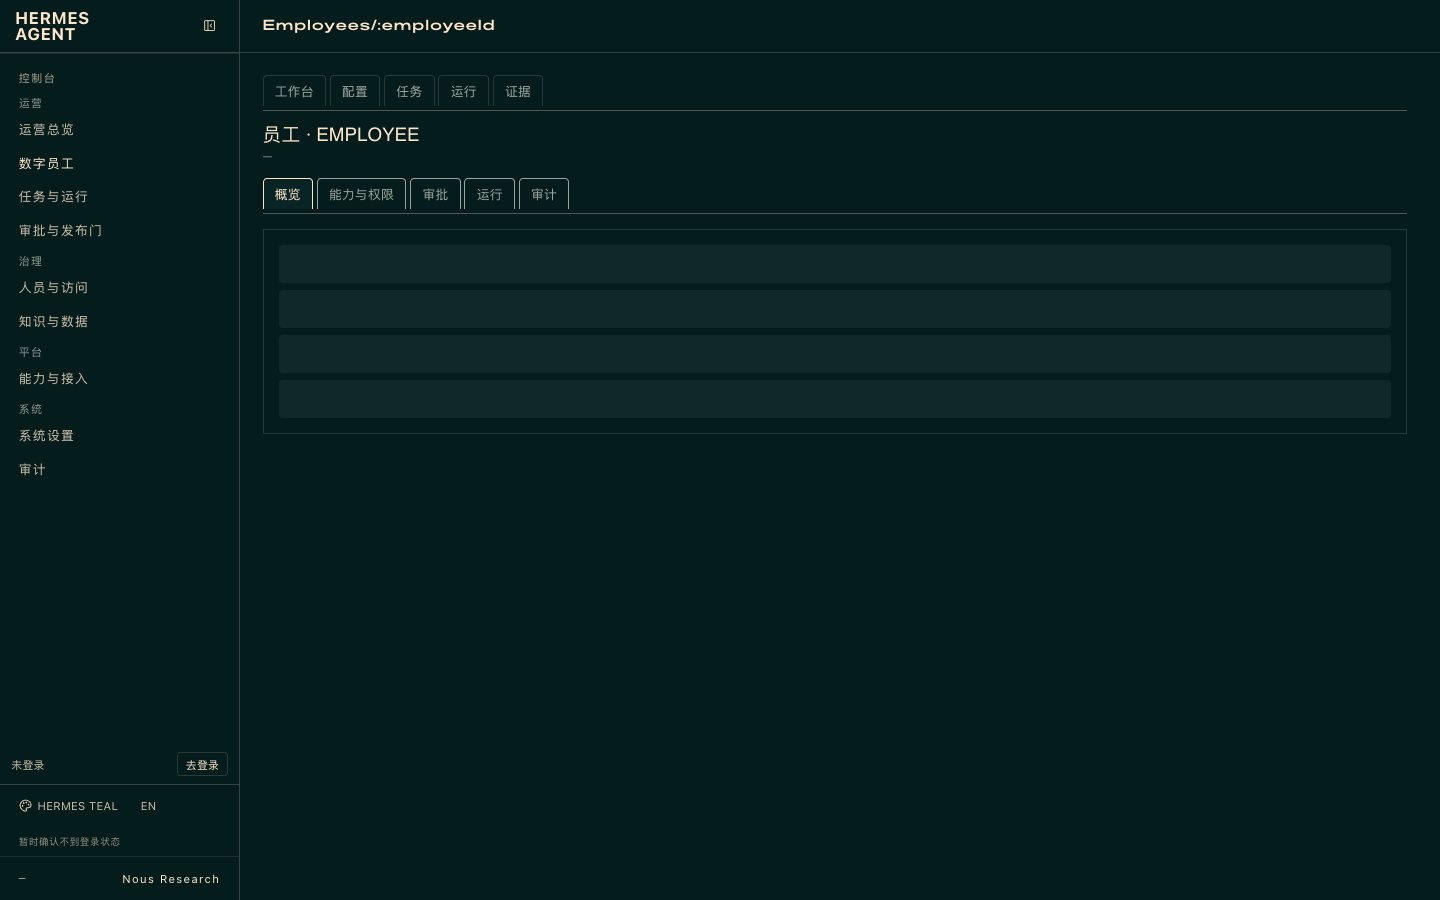 HERMES
AGENT
控制台
运营
运营总览
数字员工
任务与运行
审批与发布门
治理
人员与访问
知识与数据
平台
能力与接入
系统
系统设置
审计
未登录
去登录
HERMES TEAL
EN
暂时确认不到登录状态
—
Nous Research
Employees/:employeeId
工作台
配置
任务
运行
证据
员工 · EMPLOYEE
—
概览
能力与权限
审批
运行
审计